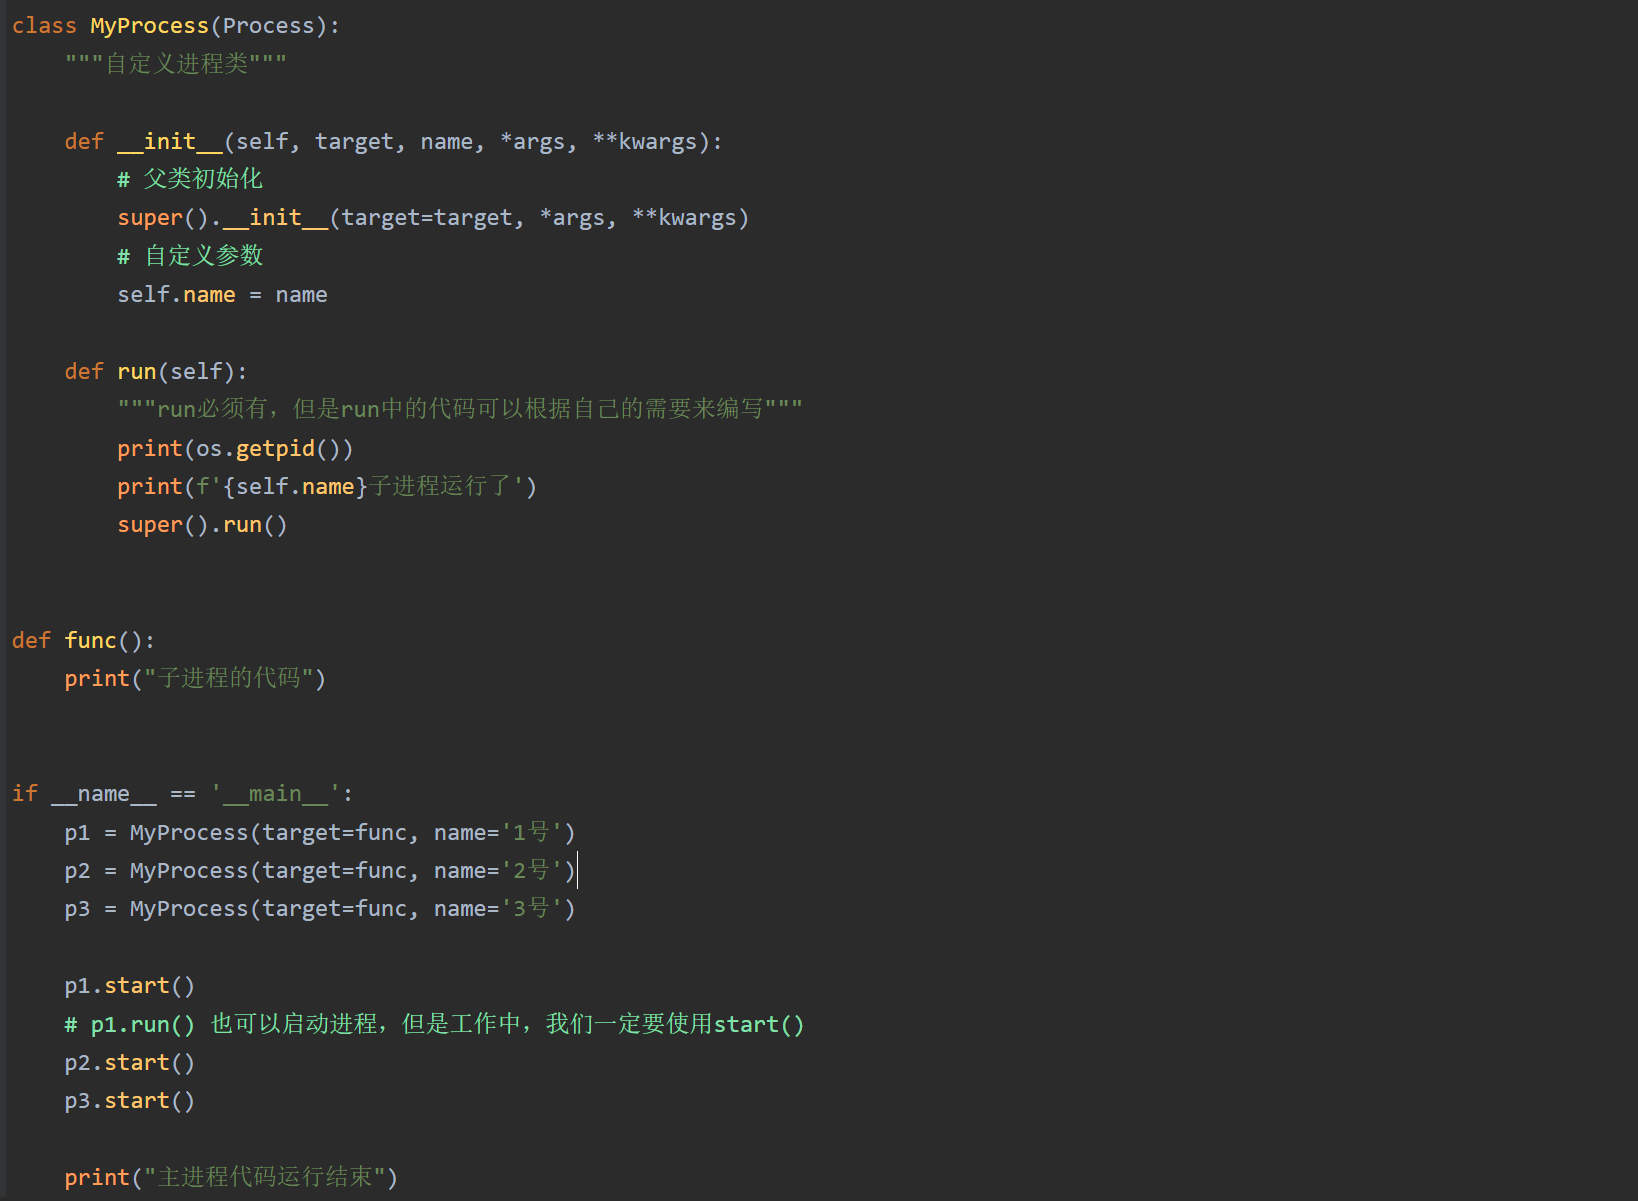 class MyProcess(Process):
    """自定义进程类"""

    def __init__(self, target, name, *args, **kwargs):
        # 父类初始化
        super().__init__(target=target, *args, **kwargs)
        # 自定义参数
        self.name = name

    def run(self):
        """run必须有，但是run中的代码可以根据自己的需要来编写"""
        print(os.getpid())
        print(f'{self.name}子进程运行了')
        super().run()


def func():
    print("子进程的代码")


if __name__ == '__main__':
    p1 = MyProcess(target=func, name='1号')
    p2 = MyProcess(target=func, name='2号')
    p3 = MyProcess(target=func, name='3号')

    p1.start()
    # p1.run() 也可以启动进程，但是工作中，我们一定要使用start()
    p2.start()
    p3.start()

    print("主进程代码运行结束")